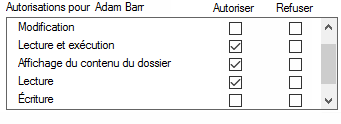 Autorisations pour Adam Barr Autoriser Refuser
Modification
Lecture et exécution
Affichage du contenu du dossier
Lecture
Écriture